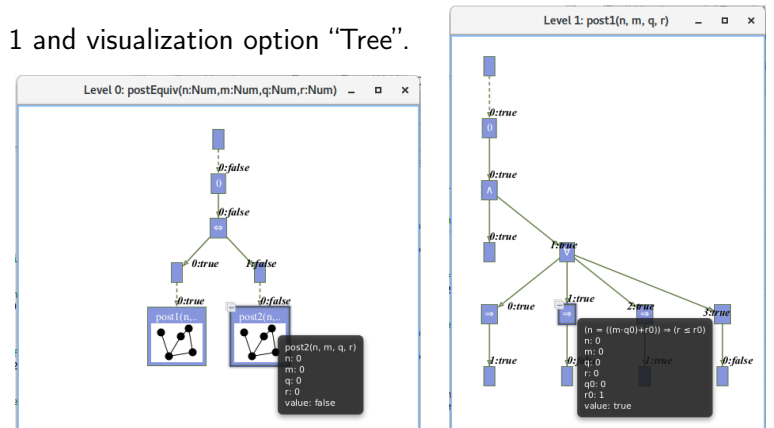 1 and visualization option “Tree”.
Level 0: postEquiv(n:Num,m:Num,q:Num,r:Num)
0:false
0
0:false
⇔
0:true
1:false
0:true
0:false
post1(n,..
post2(n,..
post2(n, m, q, r)
n: 0
m: 0
q: 0
r: 0
value: false
Level 1: post1(n, m, q, r)
0:true
0
0:true
∧
0:true
1:true
∀
0:true
1:true
2:true
3:true
⇒
⇒
⇒
⇒
1:true
0:false
(n = ((m·q0)+r0)) ⇒ (r ≤ r0)
n: 0
m: 0
q: 0
r: 0
q0: 0
r0: 1
value: true